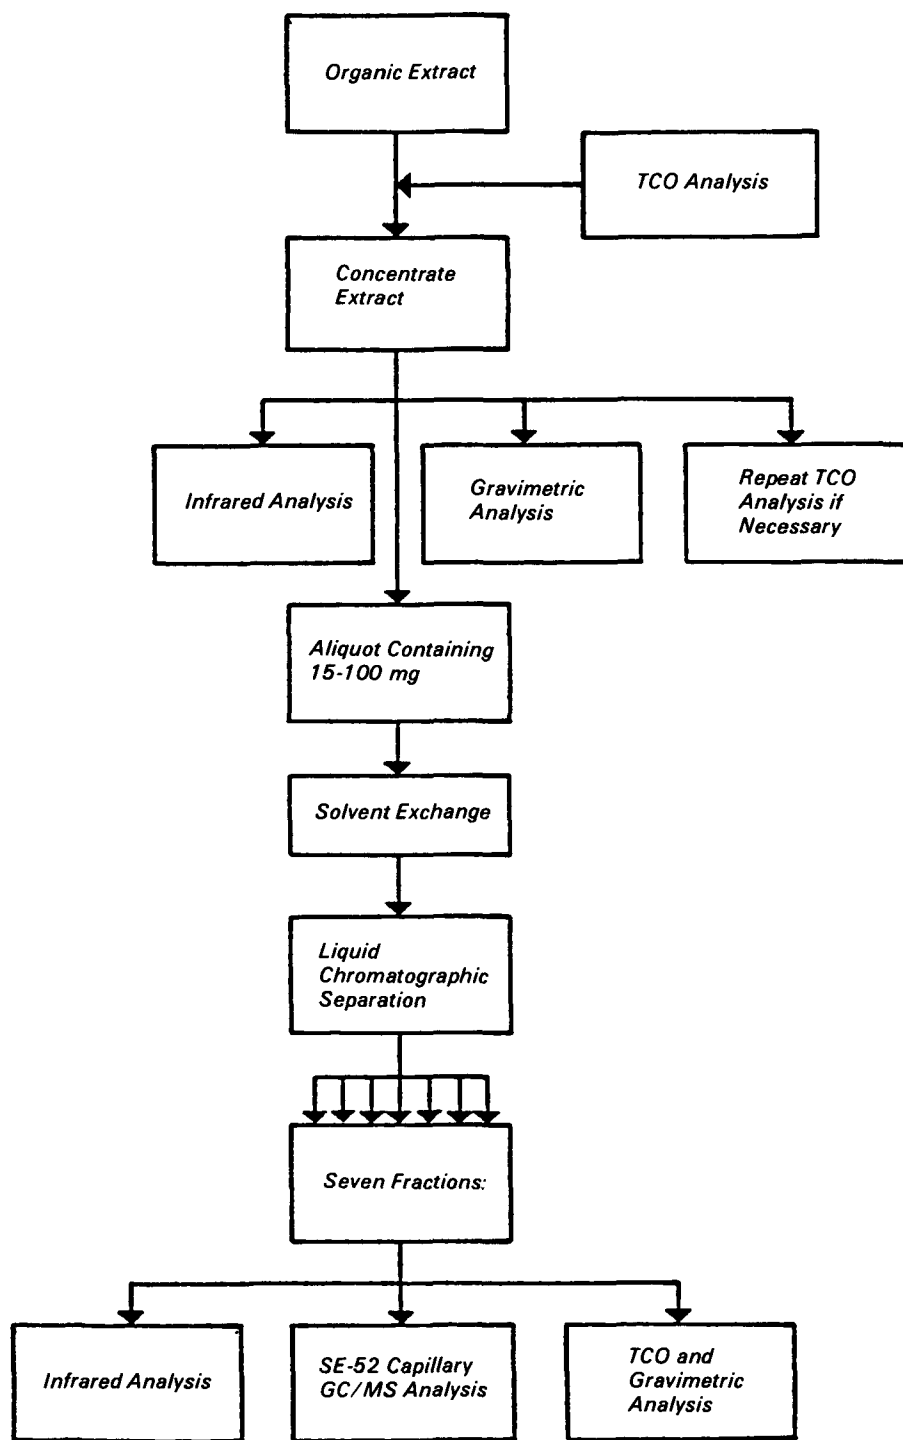 Organic Extract
TCO Analysis
Concentrate
Extract
Infrared Analysis
Gravimetric
Analysis
Repeat TCO
Analysis if
Necessary
Aliquot Containing
15-100 mg
Solvent Exchange
Liquid
Chromatographic
Separation
Seven Fractions:
Infrared Analysis
SE-52 Capillary
GC/MS Analysis
TCO and
Gravimetric
Analysis